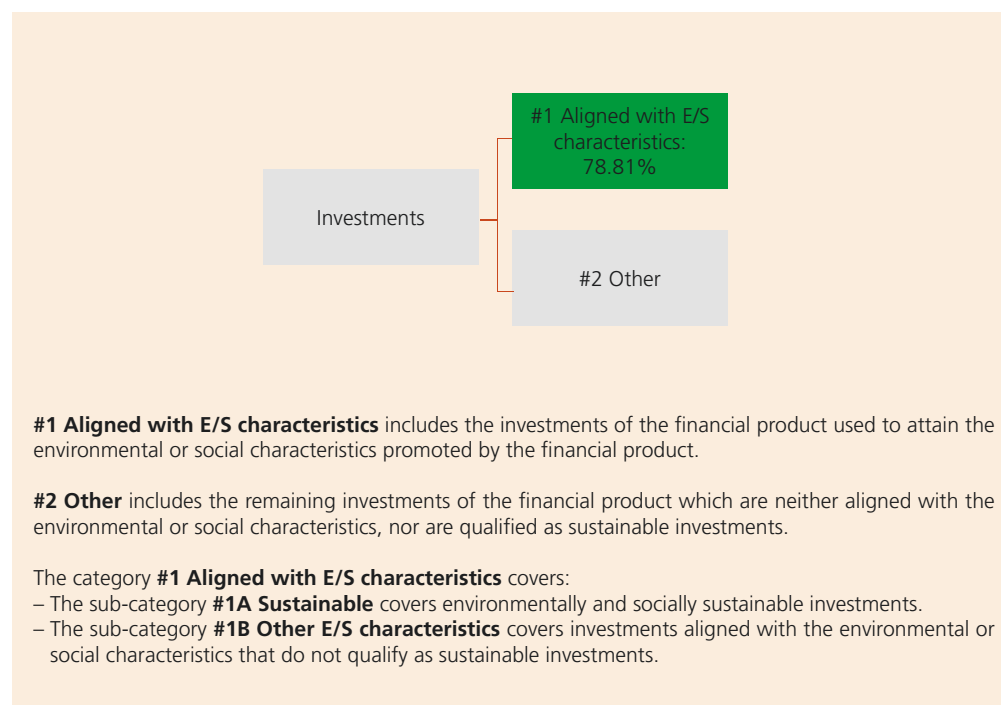 #1 Aligned with E/S
characteristics:
78.81%
Investments
#2 Other
#1 Aligned with E/S characteristics includes the investments of the financial product used to attain the
environmental or social characteristics promoted by the financial product.
#2 Other includes the remaining investments of the financial product which are neither aligned with the
environmental or social characteristics, nor are qualified as sustainable investments.
The category #1 Aligned with E/S characteristics covers:
– The sub-category #1A Sustainable covers environmentally and socially sustainable investments.
– The sub-category #1B Other E/S characteristics covers investments aligned with the environmental or
social characteristics that do not qualify as sustainable investments.